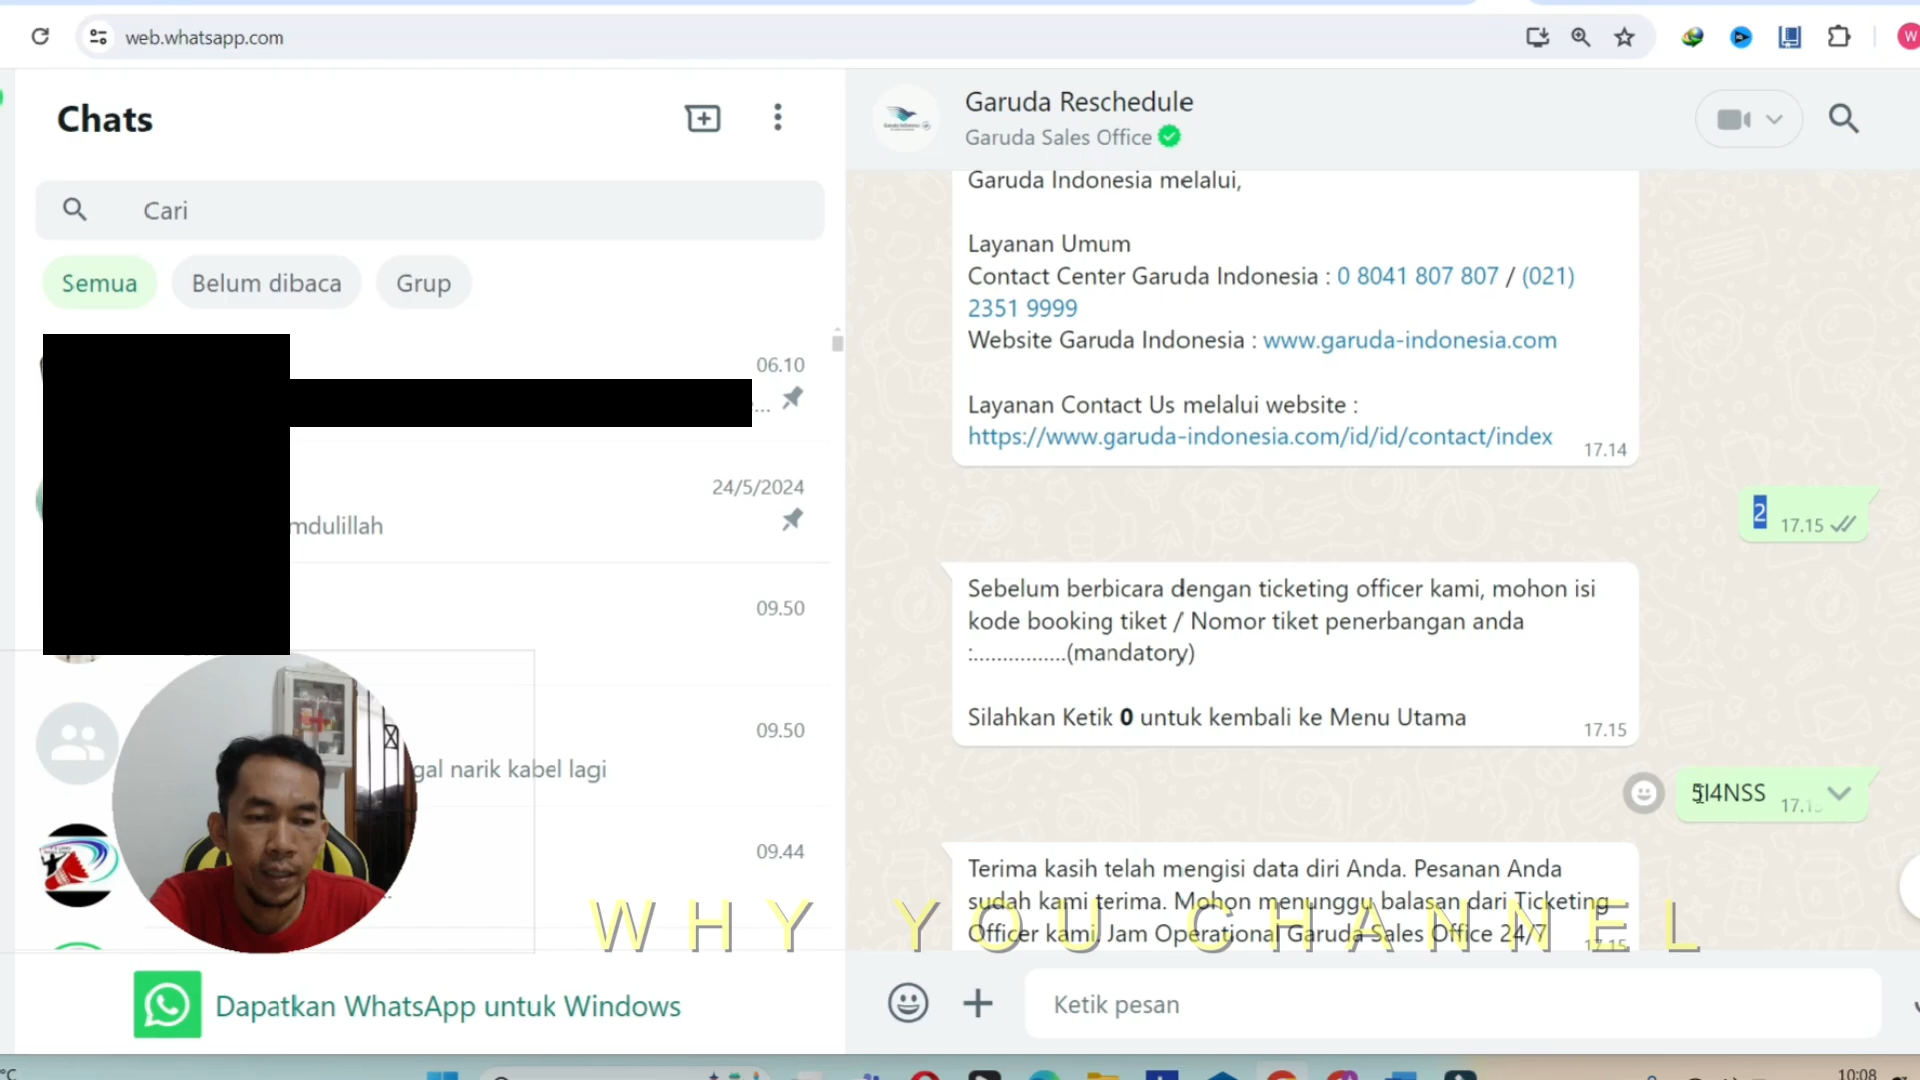 web.whatsapp.com
W
Chats
Cari
Semua
Belum dibaca
Grup
06.10
...
24/5/2024
mdulillah
09.50
09.50
gal narik kabel lagi
09.44
Dapatkan WhatsApp untuk Windows
Garuda Reschedule
Garuda Sales Office
Garuda Indonesia melalui,
Layanan Umum
Contact Center Garuda Indonesia : 0 8041 807 807 / (021)
2351 9999
Website Garuda Indonesia : www.garuda-indonesia.com
Layanan Contact Us melalui website :
https://www.garuda-indonesia.com/id/id/contact/index
17.14
2 17.15
Sebelum berbicara dengan ticketing officer kami, mohon isi
kode booking tiket / Nomor tiket penerbangan anda
:................(mandatory)
Silahkan Ketik 0 untuk kembali ke Menu Utama
17.15
5I4NSS
Terima kasih telah mengisi data diri Anda. Pesanan Anda
sudah kami terima. Mohon menunggu balasan dari Ticketing
Officer kami. Jam Operational Garuda Sales Office 24/7
17.15
WHY YOU CHANNEL
Ketik pesan
°C
10:08